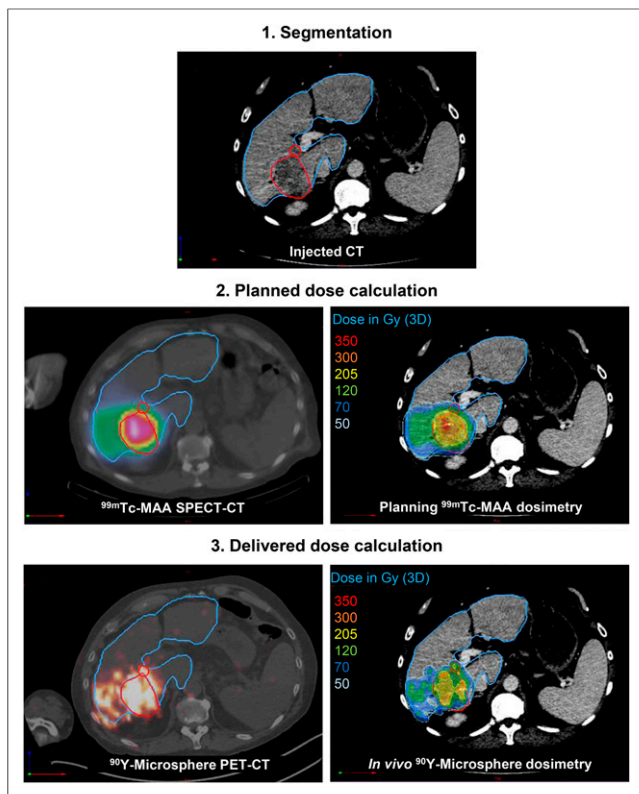 1. Segmentation
Injected CT
2. Planned dose calculation
Dose in Gy (3D)
350
300
205
120
70
50
99mTc-MAA SPECT-CT
Planning 99mTc-MAA dosimetry
3. Delivered dose calculation
Dose in Gy (3D)
350
300
205
120
70
50
90Y-Microsphere PET-CT
In vivo 90Y-Microsphere dosimetry